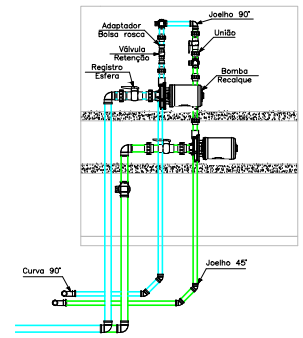 Joelho 90°
Adaptador
Bolsa rosca
União
Válvula
Retenção
Registro
Esfera
Bomba
Recalque
Curva 90°
Joelho 45°